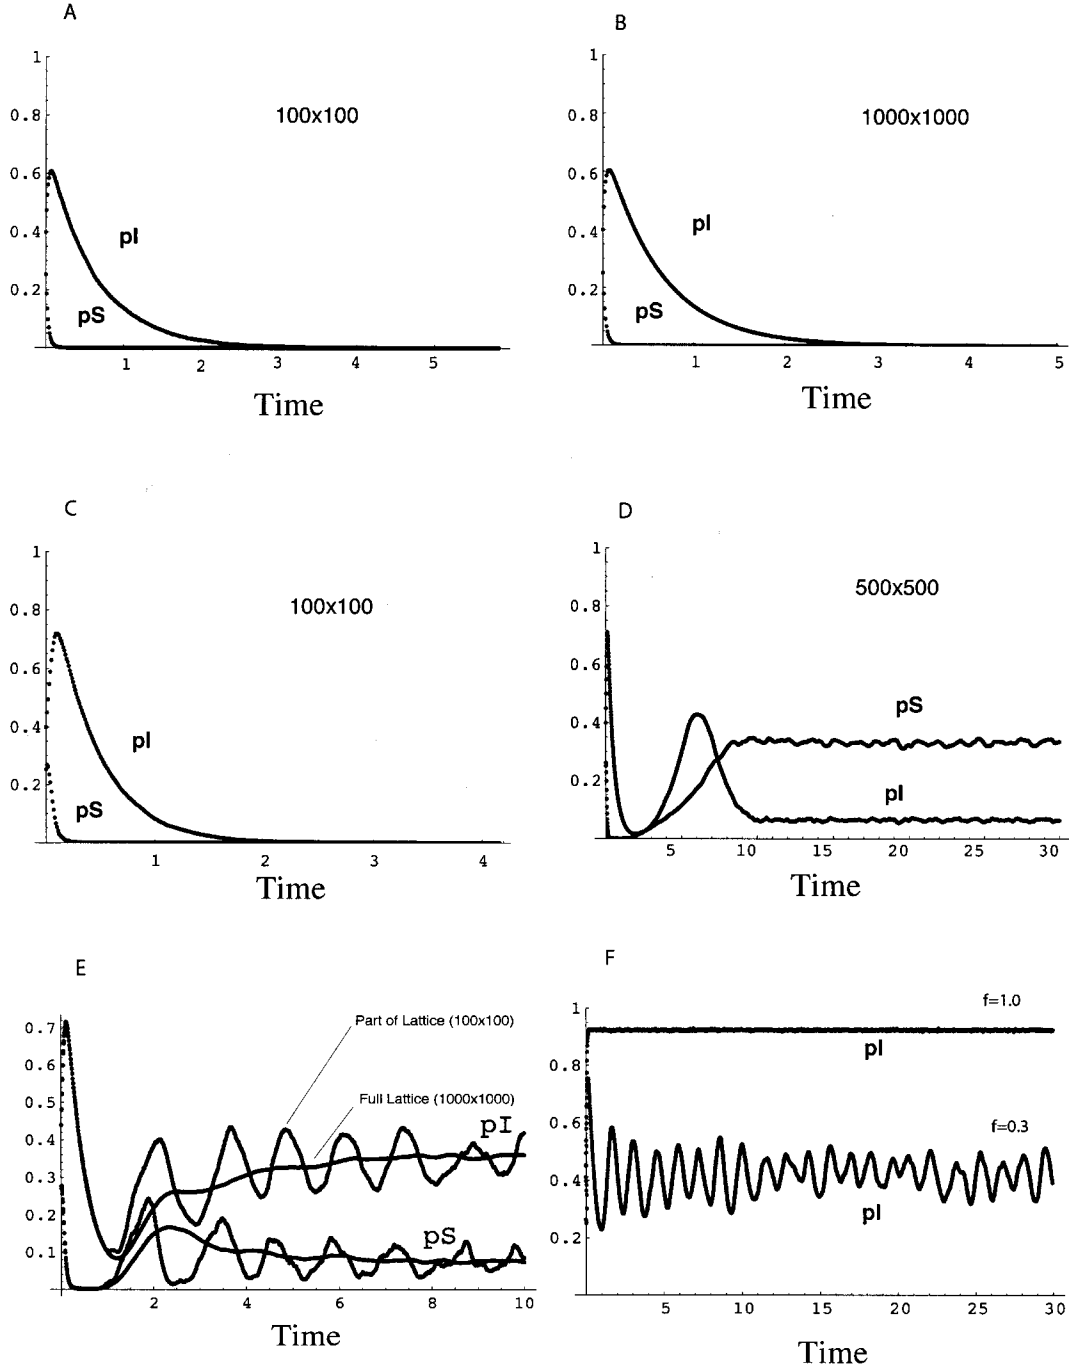 A
1
0.8
0.6
0.4
0.2
100x100
pI
pS
1 2 3 4 5
Time
B
1
0.8
0.6
0.4
0.2
1000x1000
pI
pS
1 2 3 4 5
Time
C
1
0.8
0.6
0.4
0.2
100x100
pI
pS
1 2 3 4
Time
D
1
0.8
0.6
0.4
0.2
500x500
pS
pI
5 10 15 20 25 30
Time
E
0.7
0.6
0.5
0.4
0.3
0.2
0.1
Part of Lattice (100x100)
Full Lattice (1000x1000)
pI
pS
2 4 6 8 10
Time
F
1
0.8
0.6
0.4
0.2
f=1.0
pI
f=0.3
pI
5 10 15 20 25 30
Time